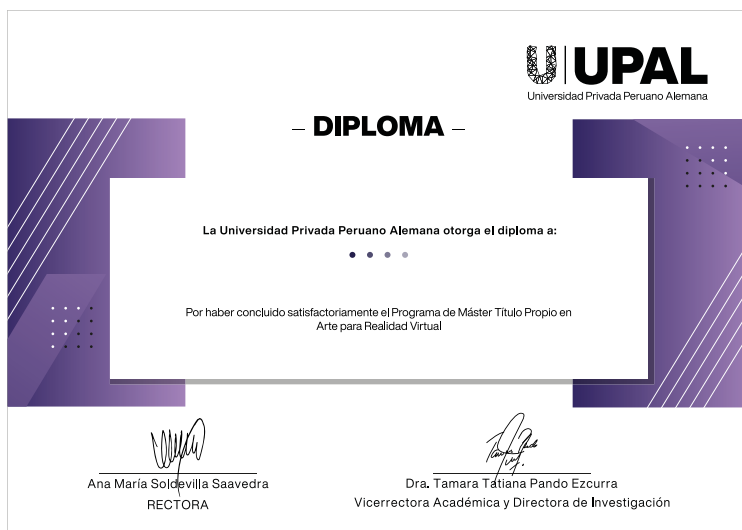 UPAL
Universidad Privada Peruano Alemana
– DIPLOMA –
La Universidad Privada Peruano Alemana otorga el diploma a:
Por haber concluido satisfactoriamente el Programa de Máster Título Propio en
Arte para Realidad Virtual
Ana María Soldevilla Saavedra
RECTORA
Dra. Tamara Tatiana Pando Ezcurra
Vicerrectora Académica y Directora de Investigación